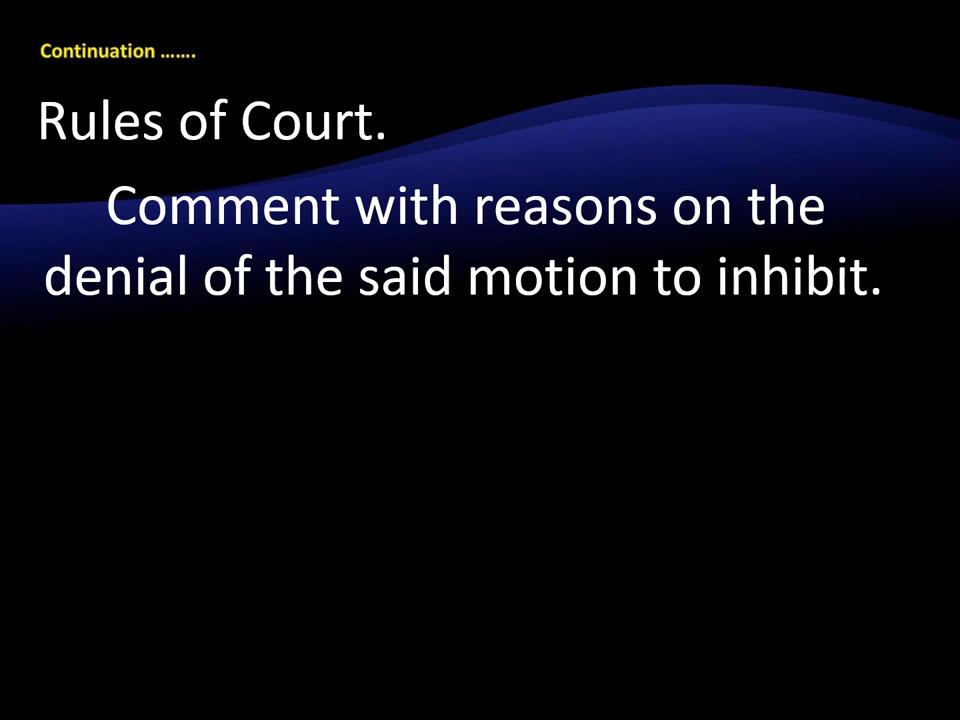 Continuation …….
Rules of Court.
Comment with reasons on the
denial of the said motion to inhibit.